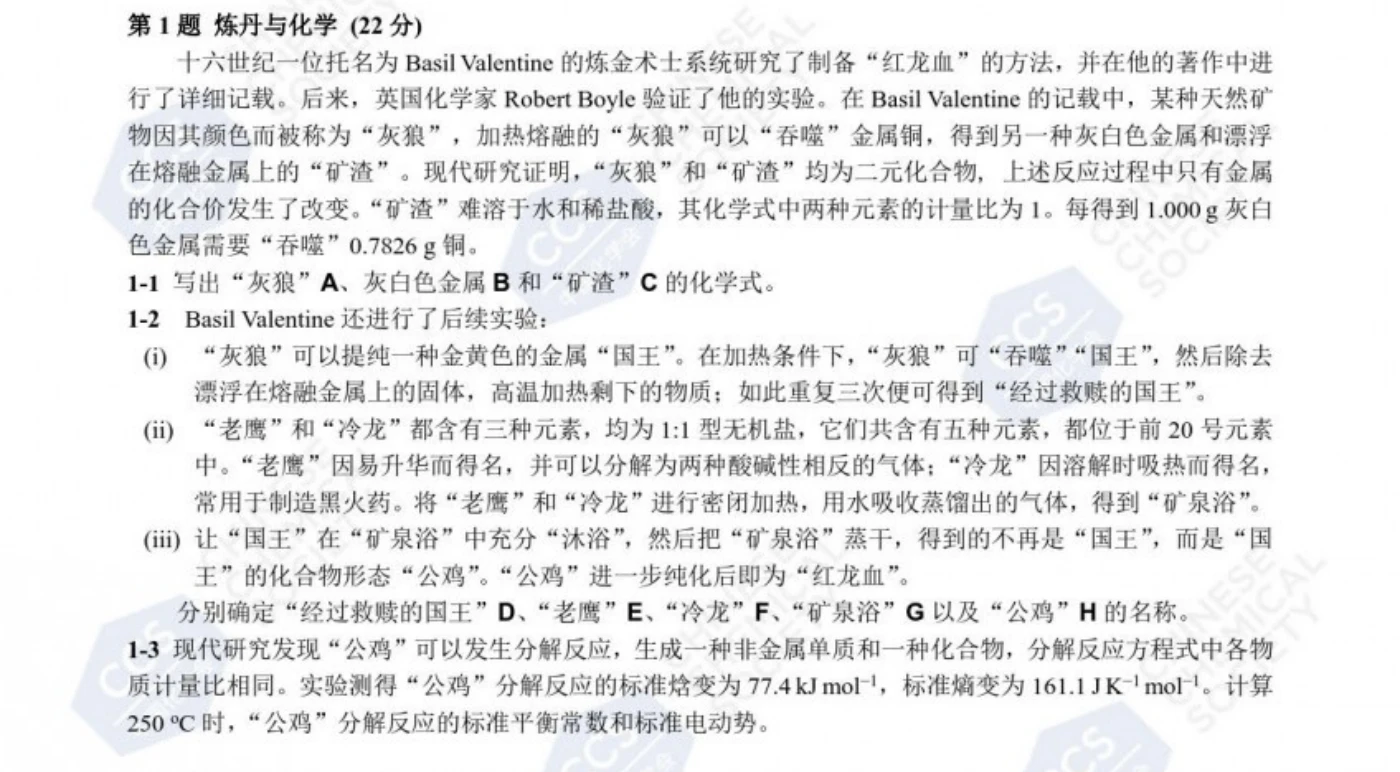 第 1 题 炼丹与化学 (22 分)
十六世纪一位托名为 Basil Valentine 的炼金术士系统研究了制备“红龙血”的方法，并在他的著作中进
行了详细记载。后来，英国化学家 Robert Boyle 验证了他的实验。在 Basil Valentine 的记载中，某种天然矿
物因其颜色而被称为“灰狼”，加热熔融的“灰狼”可以“吞噬”金属铜，得到另一种灰白色金属和漂浮
在熔融金属上的“矿渣”。现代研究证明，“灰狼”和“矿渣”均为二元化合物, 上述反应过程中只有金属
的化合价发生了改变。“矿渣”难溶于水和稀盐酸，其化学式中两种元素的计量比为 1。每得到 1.000 g 灰白
色金属需要“吞噬”0.7826 g 铜。
1-1 写出“灰狼”A、灰白色金属 B 和“矿渣”C 的化学式。
1-2 Basil Valentine 还进行了后续实验：
(i) “灰狼”可以提纯一种金黄色的金属“国王”。在加热条件下，“灰狼”可“吞噬”“国王”，然后除去
漂浮在熔融金属上的固体，高温加热剩下的物质；如此重复三次便可得到“经过救赎的国王”。
(ii) “老鹰”和“冷龙”都含有三种元素，均为 1:1 型无机盐，它们共含有五种元素，都位于前 20 号元素
中。“老鹰”因易升华而得名，并可以分解为两种酸碱性相反的气体；“冷龙”因溶解时吸热而得名，
常用于制造黑火药。将“老鹰”和“冷龙”进行密闭加热，用水吸收蒸馏出的气体，得到“矿泉浴”。
(iii) 让“国王”在“矿泉浴”中充分“沐浴”，然后把“矿泉浴”蒸干，得到的不再是“国王”，而是“国
王”的化合物形态“公鸡”。“公鸡”进一步纯化后即为“红龙血”。
分别确定“经过救赎的国王”D、“老鹰”E、“冷龙”F、“矿泉浴”G 以及“公鸡”H 的名称。
1-3 现代研究发现“公鸡”可以发生分解反应，生成一种非金属单质和一种化合物，分解反应方程式中各物
质计量比相同。实验测得“公鸡”分解反应的标准焓变为 77.4 kJ mol⁻¹，标准熵变为 161.1 J K⁻¹ mol⁻¹。计算
250 ºC 时，“公鸡”分解反应的标准平衡常数和标准电动势。
CCS
CHINESE
CHEMICAL
SOCIETY